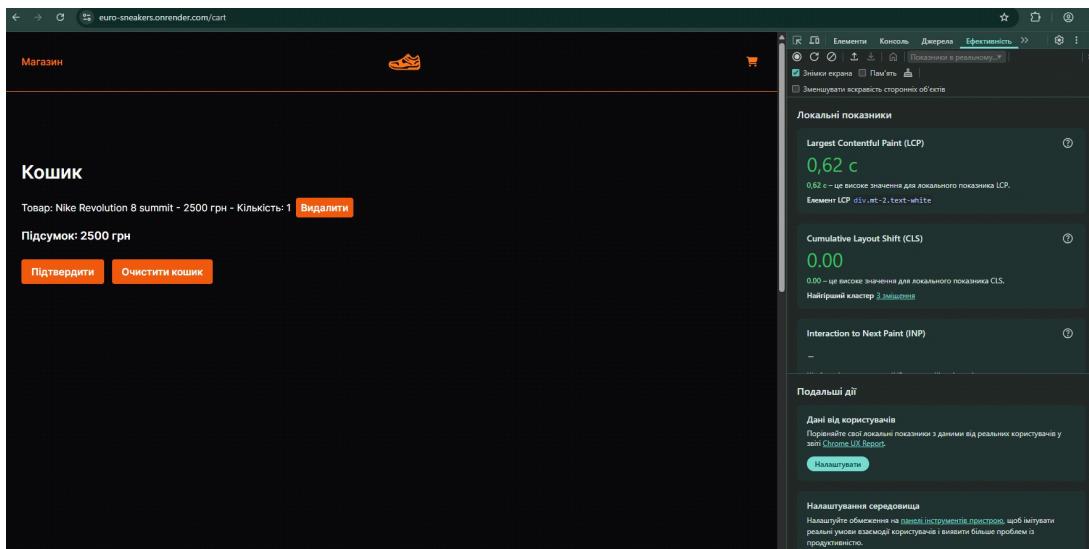 euro-sneakers.onrender.com/cart
Магазин
Кошик
Товар: Nike Revolution 8 summit - 2500 грн - Кількість: 1 Видалити
Підсумок: 2500 грн
Підтвердити Очистити кошик
Елементи Консоль Джерела Ефективність
Показники в реальному...
Знімки екрана Пам'ять
Зменшувати яскравість сторонніх об'єктів
Локальні показники
Largest Contentful Paint (LCP)
0,62 с
0,62 с – це високе значення для локального показника LCP.
Елемент LCP div.mt-2.text-white
Cumulative Layout Shift (CLS)
0.00
0.00 – це високе значення для локального показника CLS.
Найгірший кластер 3 зміщення
Interaction to Next Paint (INP)
–
Подальші дії
Дані від користувачів
Порівняйте свої локальні показники з даними від реальних користувачів у
звіті Chrome UX Report.
Налаштувати
Налаштування середовища
Налаштуйте обмеження на панелі інструментів пристрою, щоб імітувати
реальні умови взаємодії користувачів і виявити більше проблем із
продуктивністю.